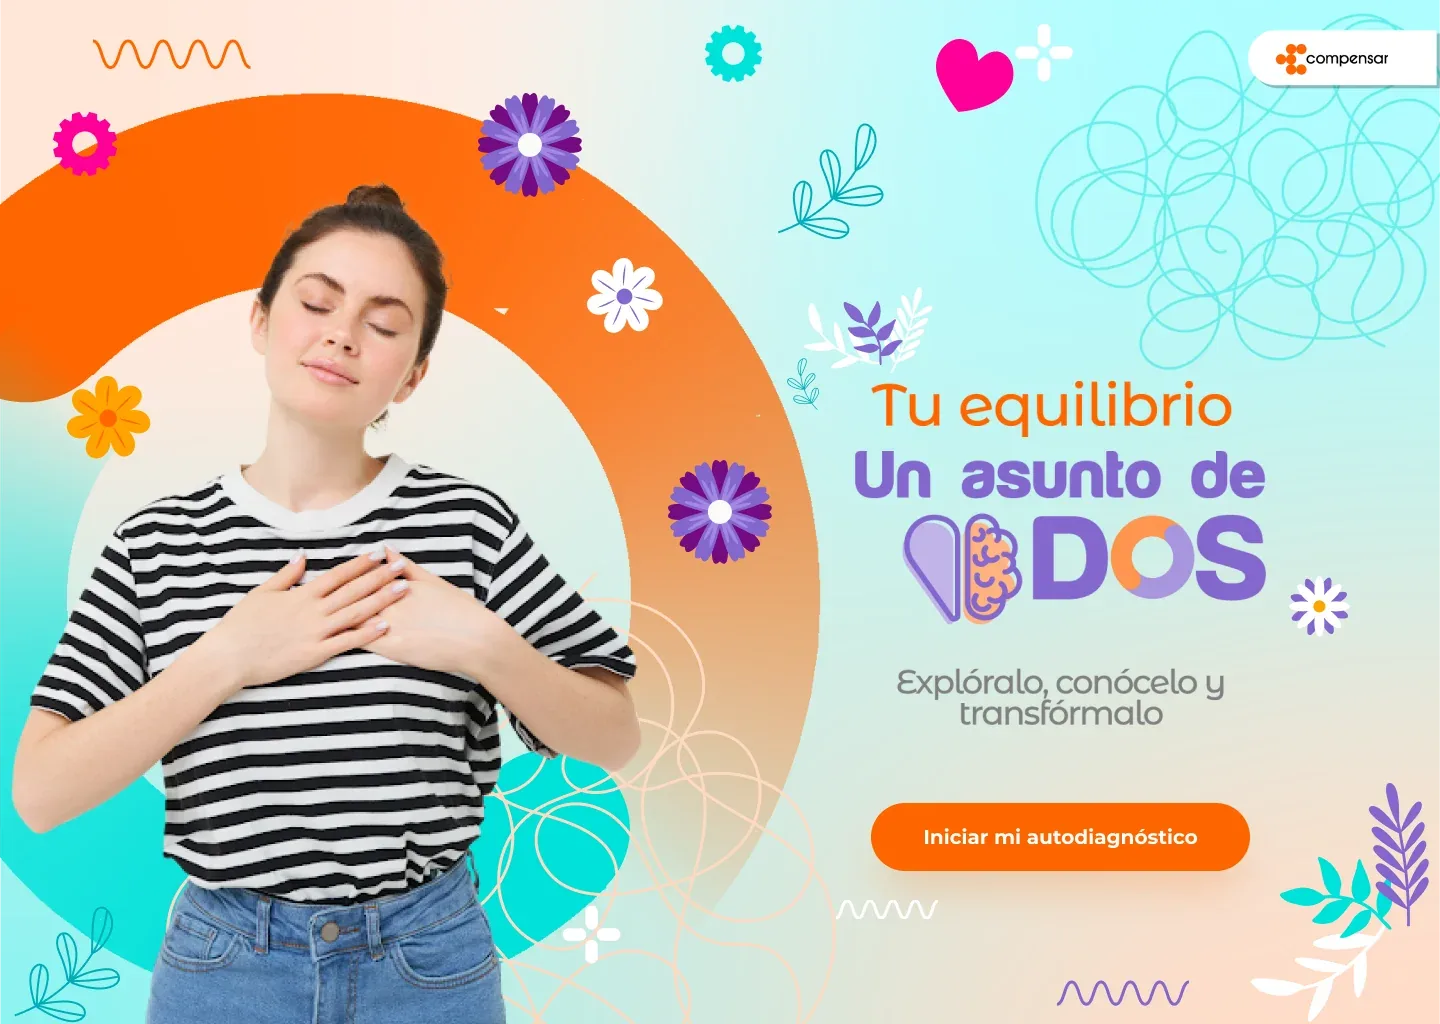 compensar
Tu equilibrio
Un asunto de
DOS
Explóralo, conócelo y
transfórmalo
Iniciar mi autodiagnóstico